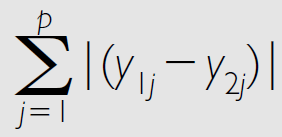 p
∑ |(y₁ⱼ − y₂ⱼ)|
j = 1